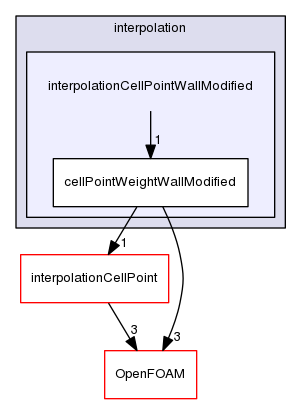 interpolation
interpolationCellPointWallModified
1
cellPointWeightWallModified
1
interpolationCellPoint
3
3
OpenFOAM